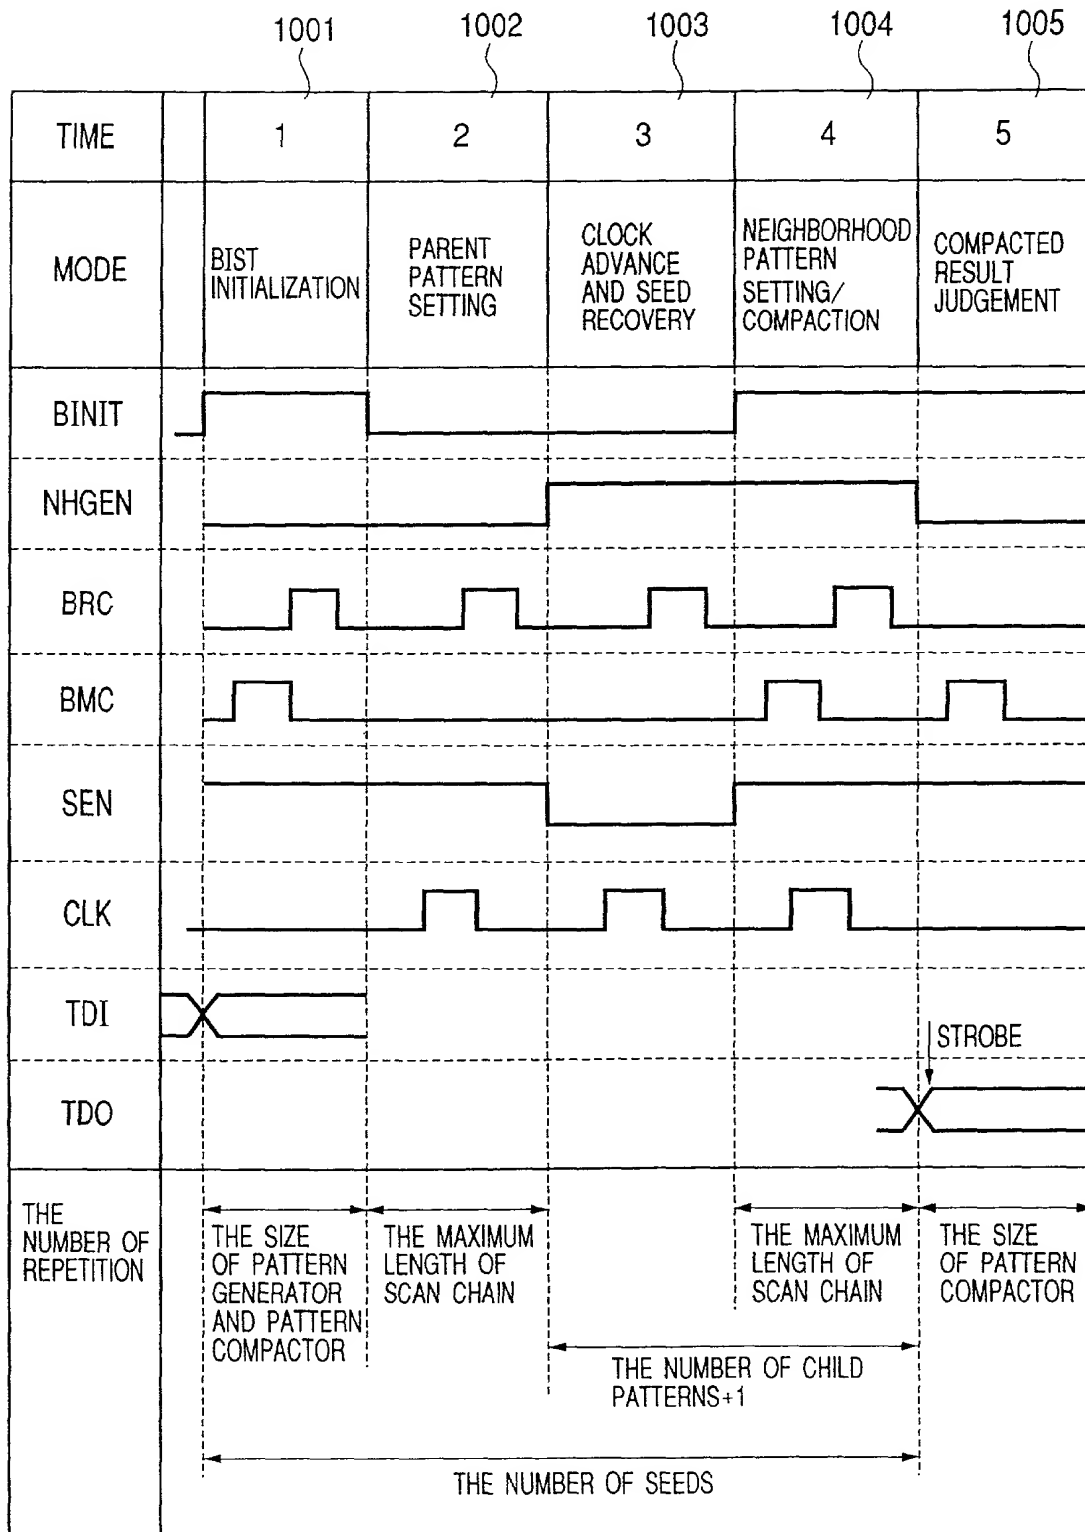 1001 1002 1003 1004 1005
TIME 1 2 3 4 5
MODE
BIST
INITIALIZATION
PARENT
PATTERN
SETTING
CLOCK
ADVANCE
AND SEED
RECOVERY
NEIGHBORHOOD
PATTERN
SETTING/
COMPACTION
COMPACTED
RESULT
JUDGEMENT
BINIT
NHGEN
BRC
BMC
SEN
CLK
TDI
STROBE
TDO
THE
NUMBER OF
REPETITION
THE SIZE
OF PATTERN
GENERATOR
AND PATTERN
COMPACTOR
THE MAXIMUM
LENGTH OF
SCAN CHAIN
THE MAXIMUM
LENGTH OF
SCAN CHAIN
THE SIZE
OF PATTERN
COMPACTOR
THE NUMBER OF CHILD
PATTERNS+1
THE NUMBER OF SEEDS